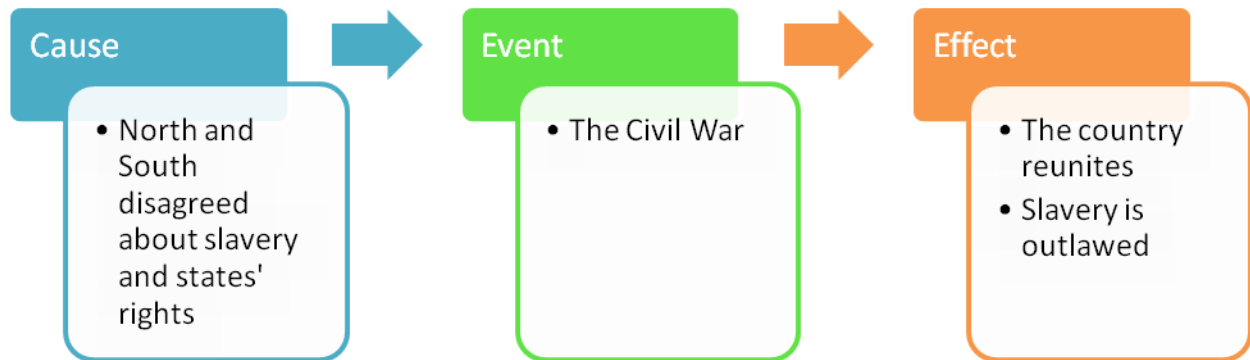 Cause
• North and
South
disagreed
about slavery
and states'
rights
Event
• The Civil War
Effect
• The country
reunites
• Slavery is
outlawed